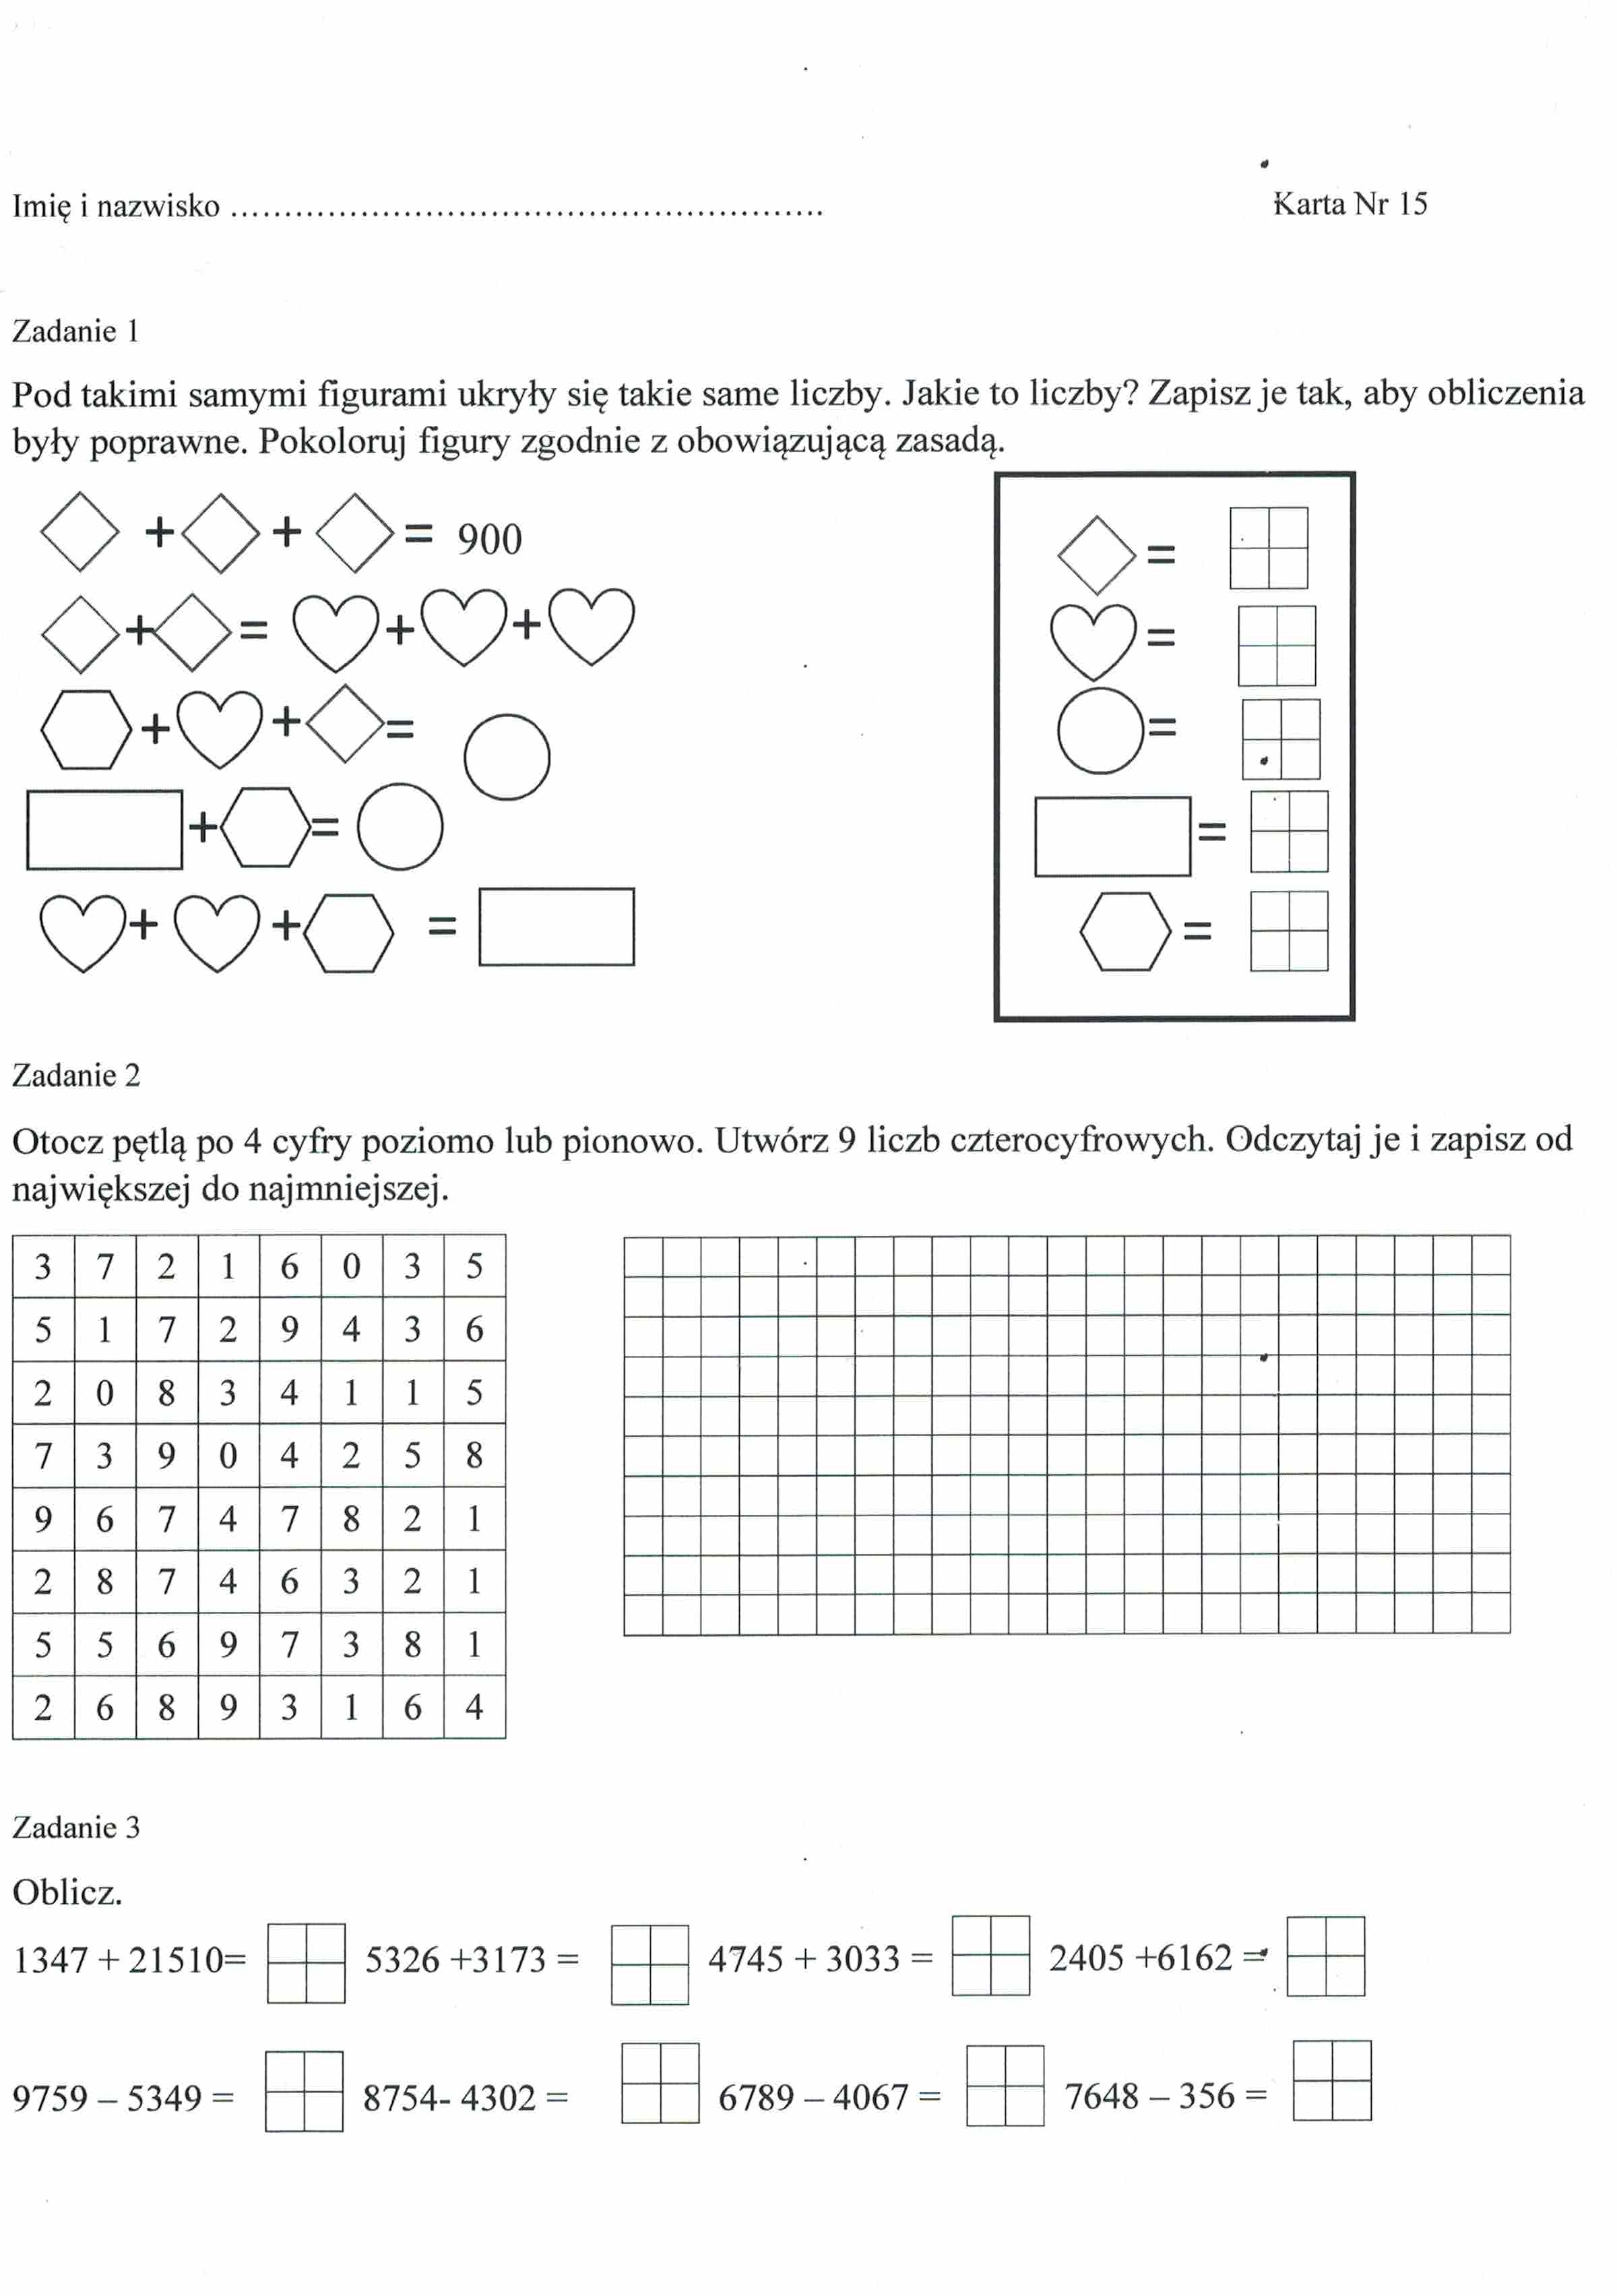 Imię i nazwisko ........................................................ Karta Nr 15
Zadanie 1
Pod takimi samymi figurami ukryły się takie same liczby. Jakie to liczby? Zapisz je tak, aby obliczenia
były poprawne. Pokoloruj figury zgodnie z obowiązującą zasadą.
+ + = 900
=
+ = + +
=
+ + =
=
+ =
=
+ + =
=
Zadanie 2
Otocz pętlą po 4 cyfry poziomo lub pionowo. Utwórz 9 liczb czterocyfrowych. Odczytaj je i zapisz od
największej do najmniejszej.
3 7 2 1 6 0 3 5
5 1 7 2 9 4 3 6
2 0 8 3 4 1 1 5
7 3 9 0 4 2 5 8
9 6 7 4 7 8 2 1
2 8 7 4 6 3 2 1
5 5 6 9 7 3 8 1
2 6 8 9 3 1 6 4
Zadanie 3
Oblicz.
1347 + 21510= 5326 +3173 = 4745 + 3033 = 2405 +6162 =
9759 – 5349 = 8754- 4302 = 6789 – 4067 = 7648 – 356 =